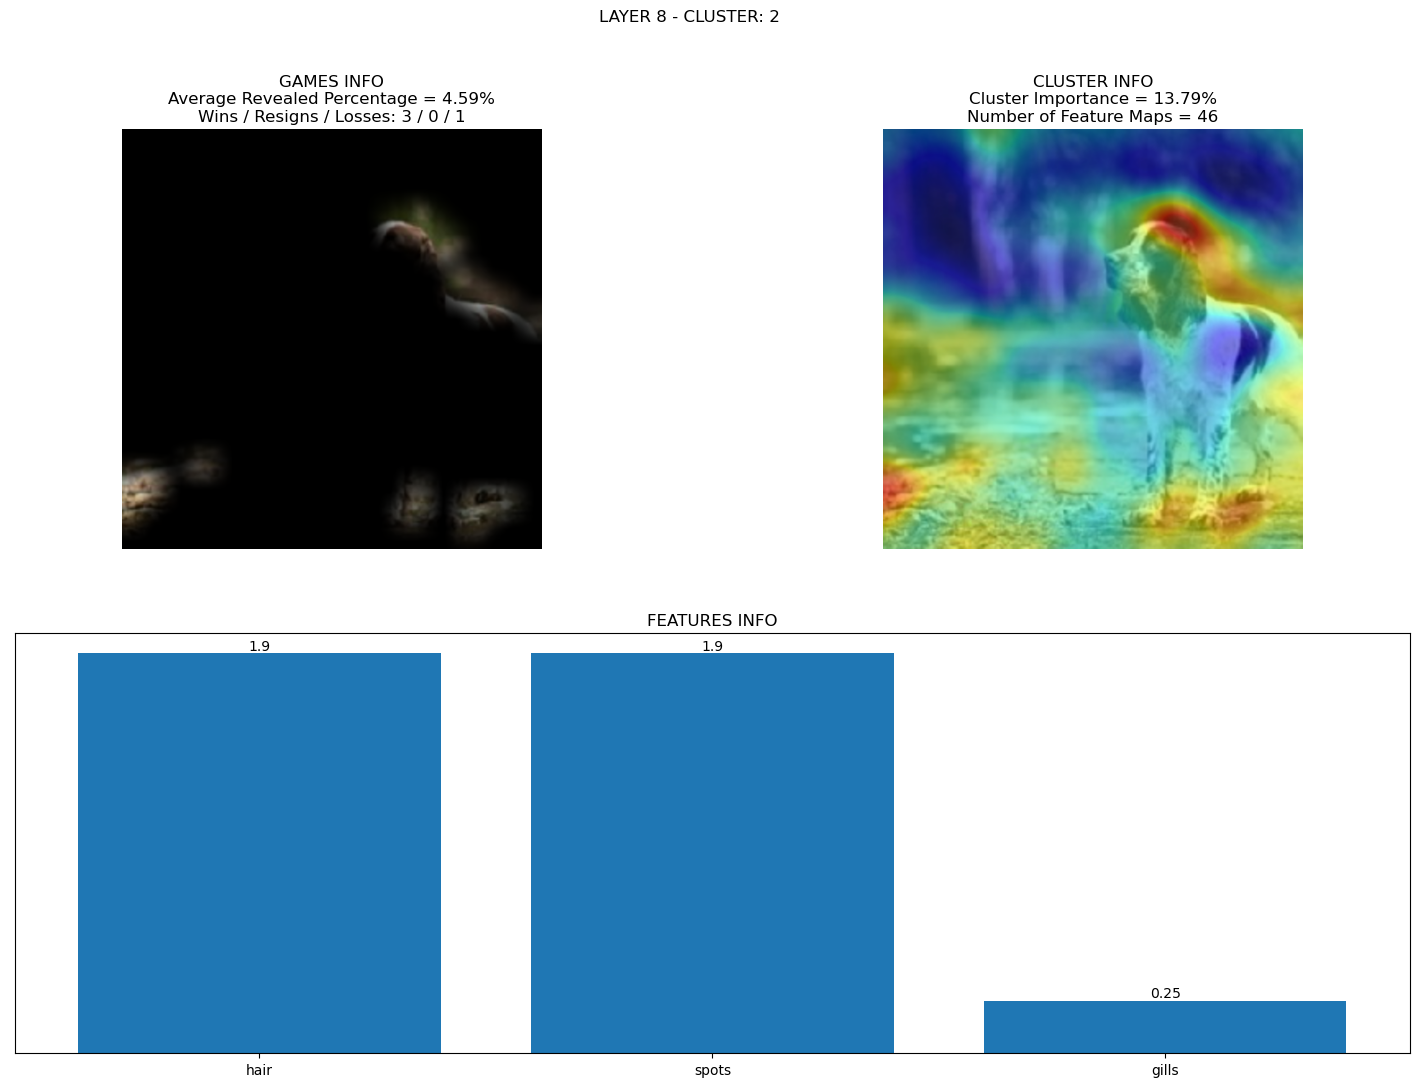 LAYER 8 - CLUSTER: 2
GAMES INFO
Average Revealed Percentage = 4.59%
Wins / Resigns / Losses: 3 / 0 / 1
CLUSTER INFO
Cluster Importance = 13.79%
Number of Feature Maps = 46
FEATURES INFO
1.9
1.9
0.25
hair
spots
gills